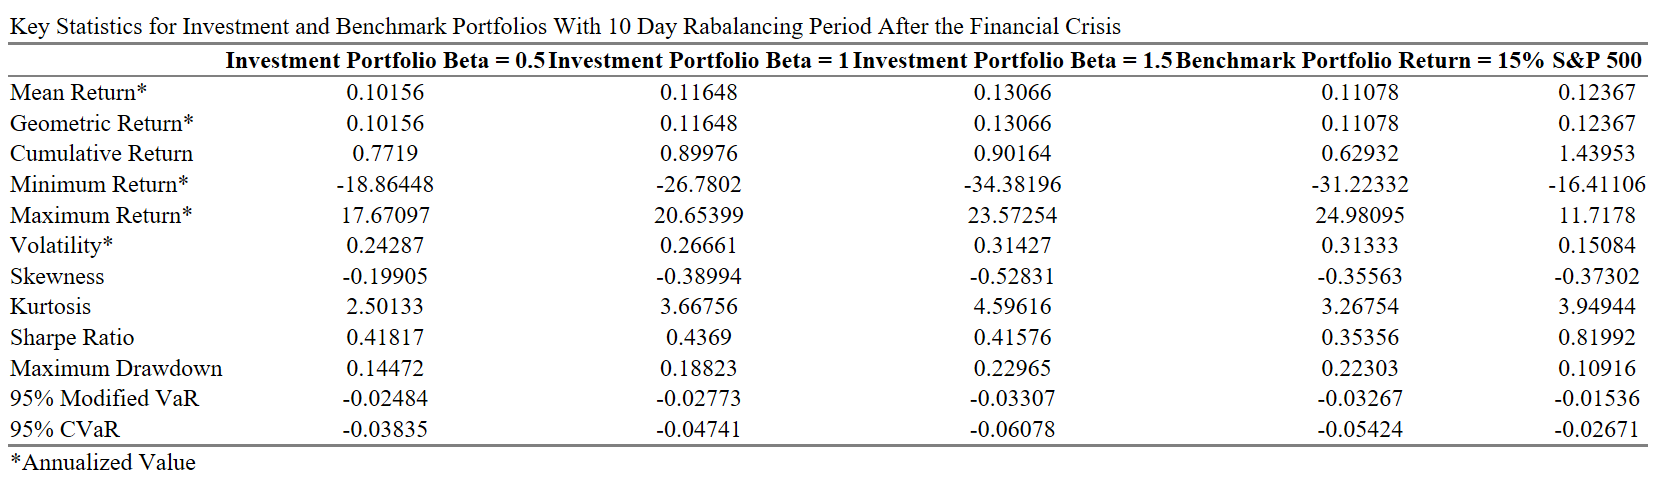 Key Statistics for Investment and Benchmark Portfolios With 10 Day Rabalancing Period After the Financial Crisis
Investment Portfolio Beta = 0.5 Investment Portfolio Beta = 1 Investment Portfolio Beta = 1.5 Benchmark Portfolio Return = 15% S&P 500
Mean Return* 0.10156 0.11648 0.13066 0.11078 0.12367
Geometric Return* 0.10156 0.11648 0.13066 0.11078 0.12367
Cumulative Return 0.7719 0.89976 0.90164 0.62932 1.43953
Minimum Return* -18.86448 -26.7802 -34.38196 -31.22332 -16.41106
Maximum Return* 17.67097 20.65399 23.57254 24.98095 11.7178
Volatility* 0.24287 0.26661 0.31427 0.31333 0.15084
Skewness -0.19905 -0.38994 -0.52831 -0.35563 -0.37302
Kurtosis 2.50133 3.66756 4.59616 3.26754 3.94944
Sharpe Ratio 0.41817 0.4369 0.41576 0.35356 0.81992
Maximum Drawdown 0.14472 0.18823 0.22965 0.22303 0.10916
95% Modified VaR -0.02484 -0.02773 -0.03307 -0.03267 -0.01536
95% CVaR -0.03835 -0.04741 -0.06078 -0.05424 -0.02671
*Annualized Value